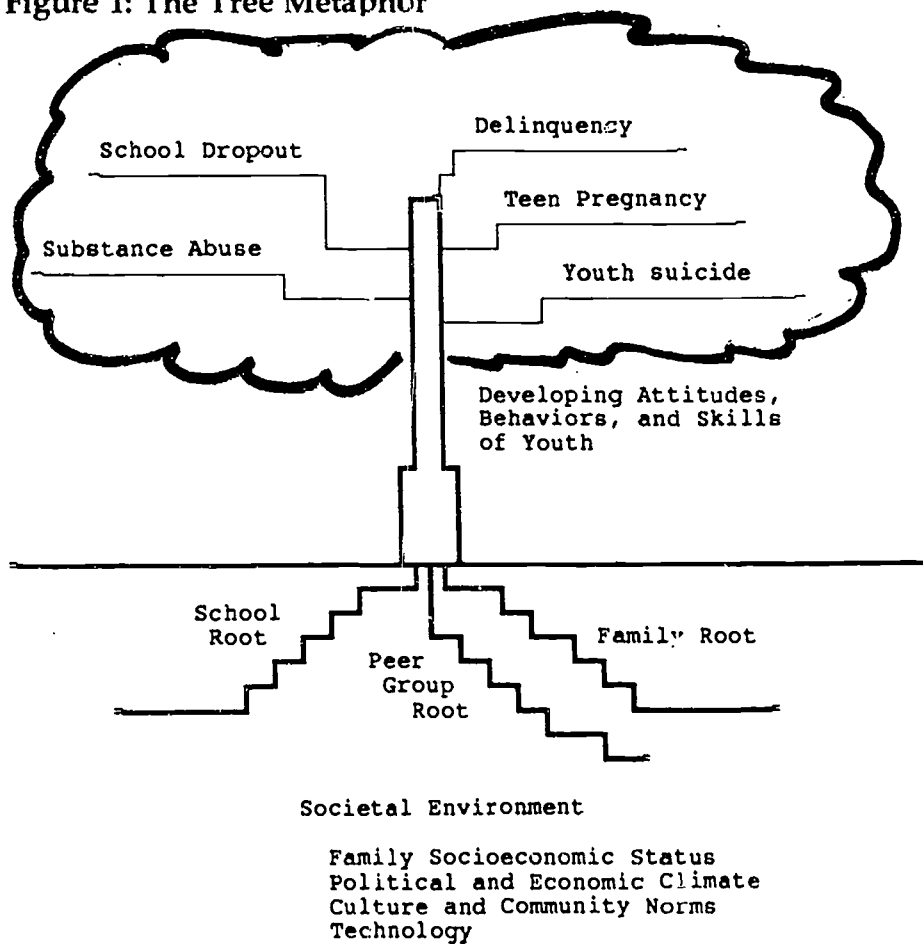 Figure 1: The Tree Metaphor
Delinquency
School Dropout
Teen Pregnancy
Substance Abuse
Youth suicide
Developing Attitudes,
Behaviors, and Skills
of Youth
School
Root
Family Root
Peer
Group
Root
Societal Environment
Family Socioeconomic Status
Political and Economic Climate
Culture and Community Norms
Technology